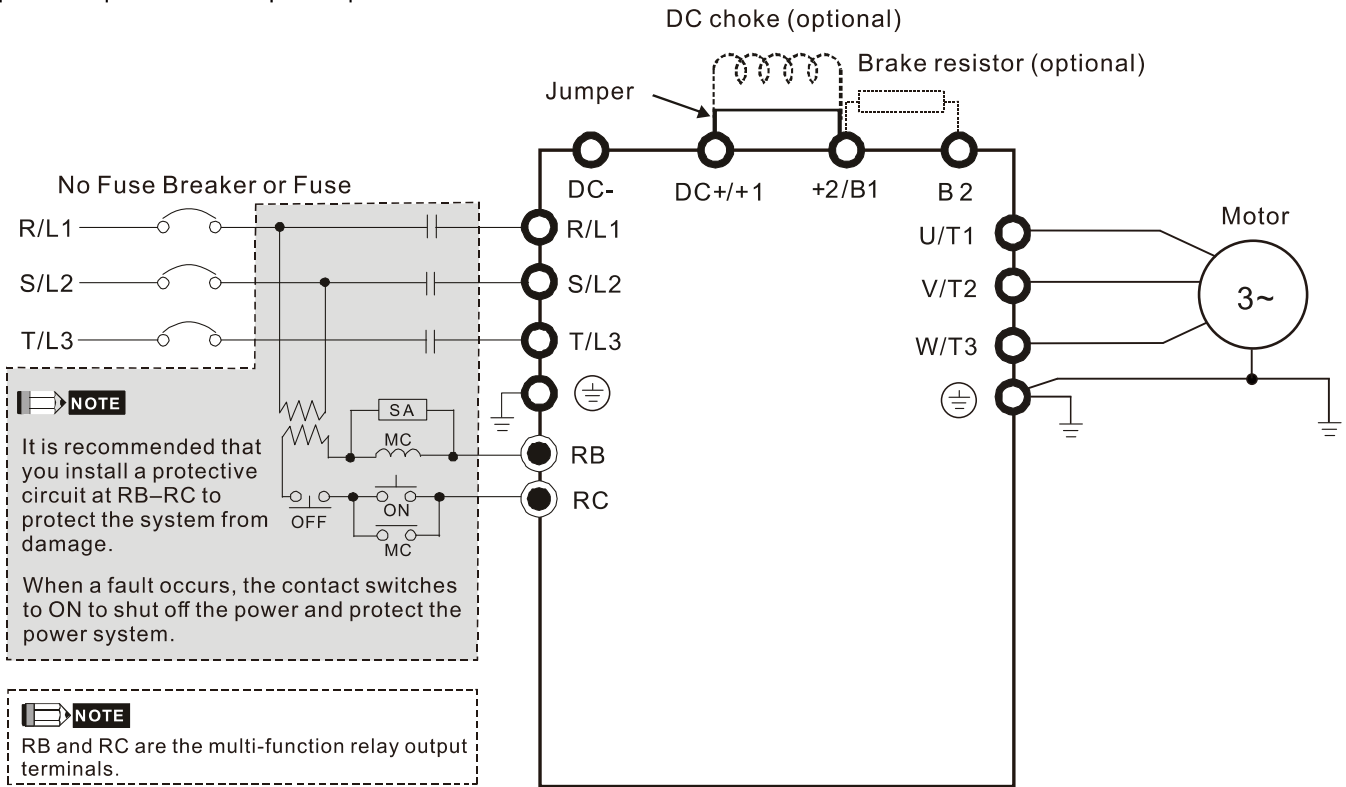 DC choke (optional)
Brake resistor (optional)
Jumper
No Fuse Breaker or Fuse
DC-
DC+/+1
+2/B1
B2
R/L1
R/L1
U/T1
Motor
S/L2
S/L2
V/T2
3~
T/L3
T/L3
W/T3
NOTE
It is recommended that
you install a protective
circuit at RB–RC to
protect the system from
damage.
When a fault occurs, the contact switches
to ON to shut off the power and protect the
power system.
SA
MC
RB
OFF
ON
RC
MC
NOTE
RB and RC are the multi-function relay output
terminals.